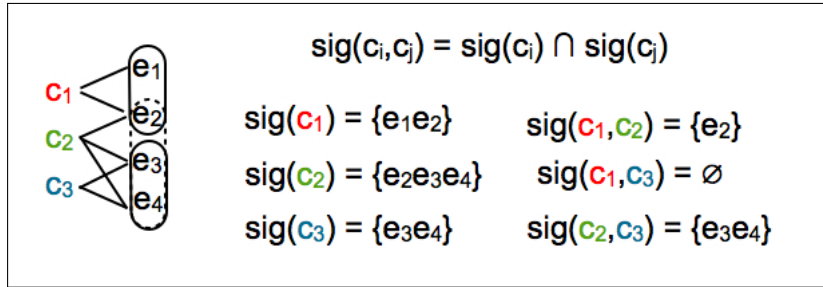 sig(cᵢ,cⱼ) = sig(cᵢ) ∩ sig(cⱼ)
e₁
c₁
e₂
c₂
e₃
c₃
e₄
sig(c₁) = {e₁e₂}
sig(c₁,c₂) = {e₂}
sig(c₂) = {e₂e₃e₄}
sig(c₁,c₃) = ∅
sig(c₃) = {e₃e₄}
sig(c₂,c₃) = {e₃e₄}